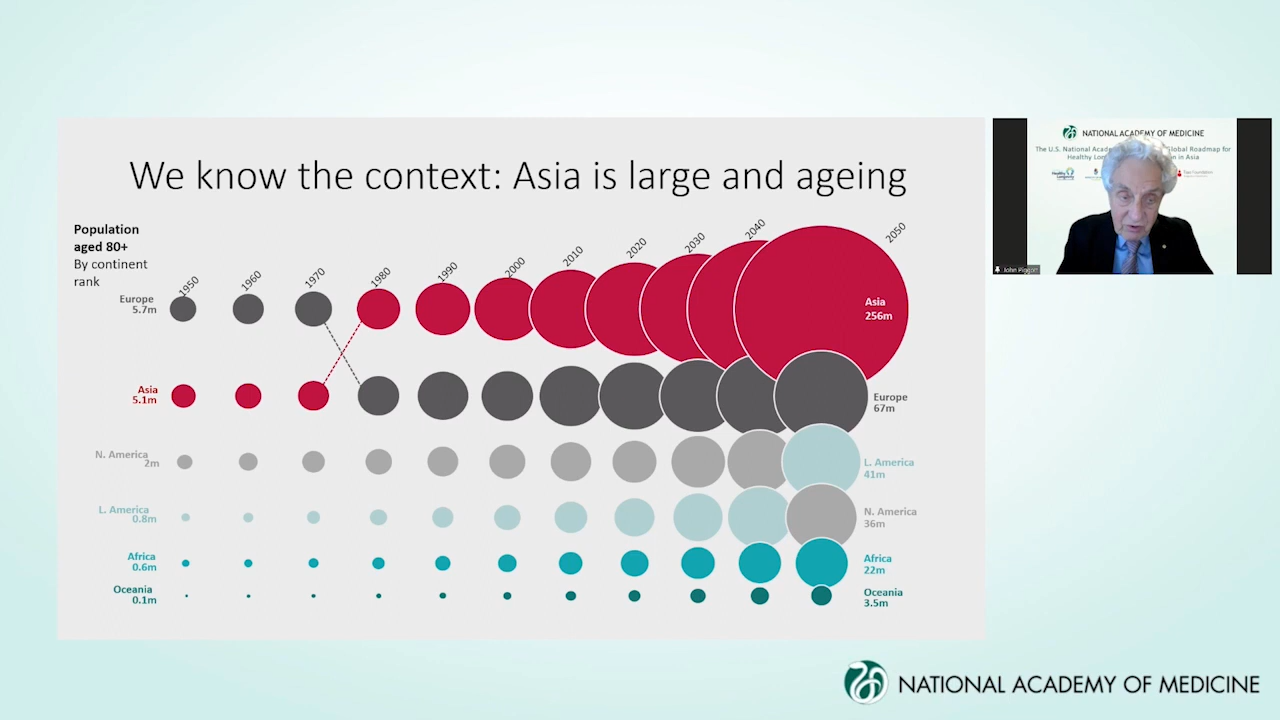 We know the context: Asia is large and ageing
Population
aged 80+
By continent
rank
1950
1960
1970
1980
1990
2000
2010
2020
2030
2040
2050
Europe
5.7m
Asia
5.1m
N. America
2m
L. America
0.8m
Africa
0.6m
Oceania
0.1m
Asia
256m
Europe
67m
L. America
41m
N. America
36m
Africa
22m
Oceania
3.5m
NATIONAL ACADEMY OF MEDICINE
The U.S. National Acade Global Roadmap for
Healthy Lon n in Asia
John Piggott
NATIONAL ACADEMY OF MEDICINE